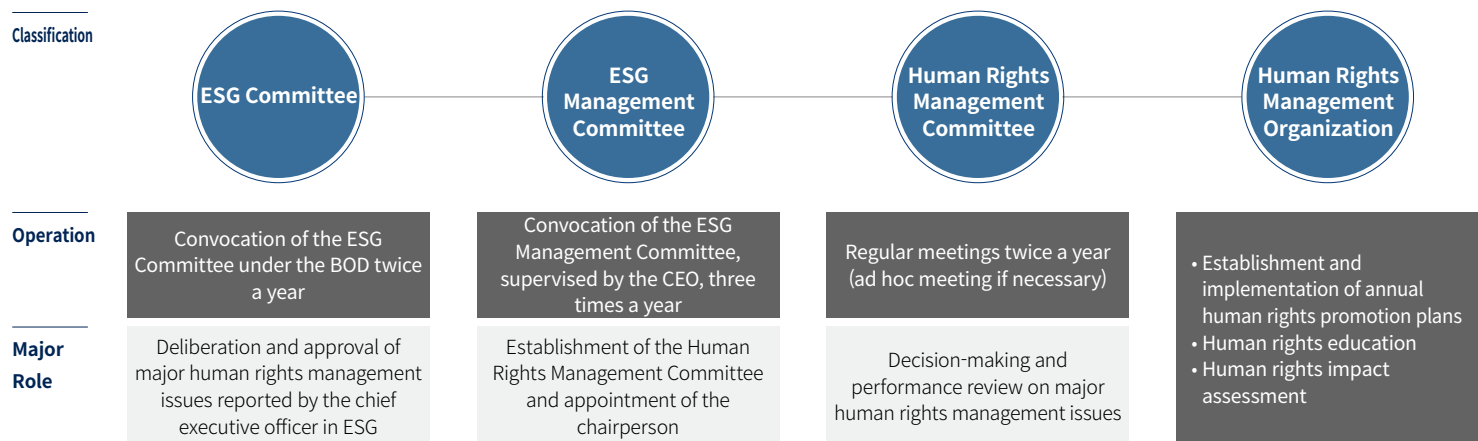 Classification
ESG Committee
ESG
Management
Committee
Human Rights
Management
Committee
Human Rights
Management
Organization
Operation
Convocation of the ESG
Committee under the BOD twice
a year
Convocation of the ESG
Management Committee,
supervised by the CEO, three
times a year
Regular meetings twice a year
(ad hoc meeting if necessary)
• Establishment and
implementation of annual
human rights promotion plans
• Human rights education
• Human rights impact
assessment
Major
Role
Deliberation and approval of
major human rights management
issues reported by the chief
executive officer in ESG
Establishment of the Human
Rights Management Committee
and appointment of the
chairperson
Decision-making and
performance review on major
human rights management issues